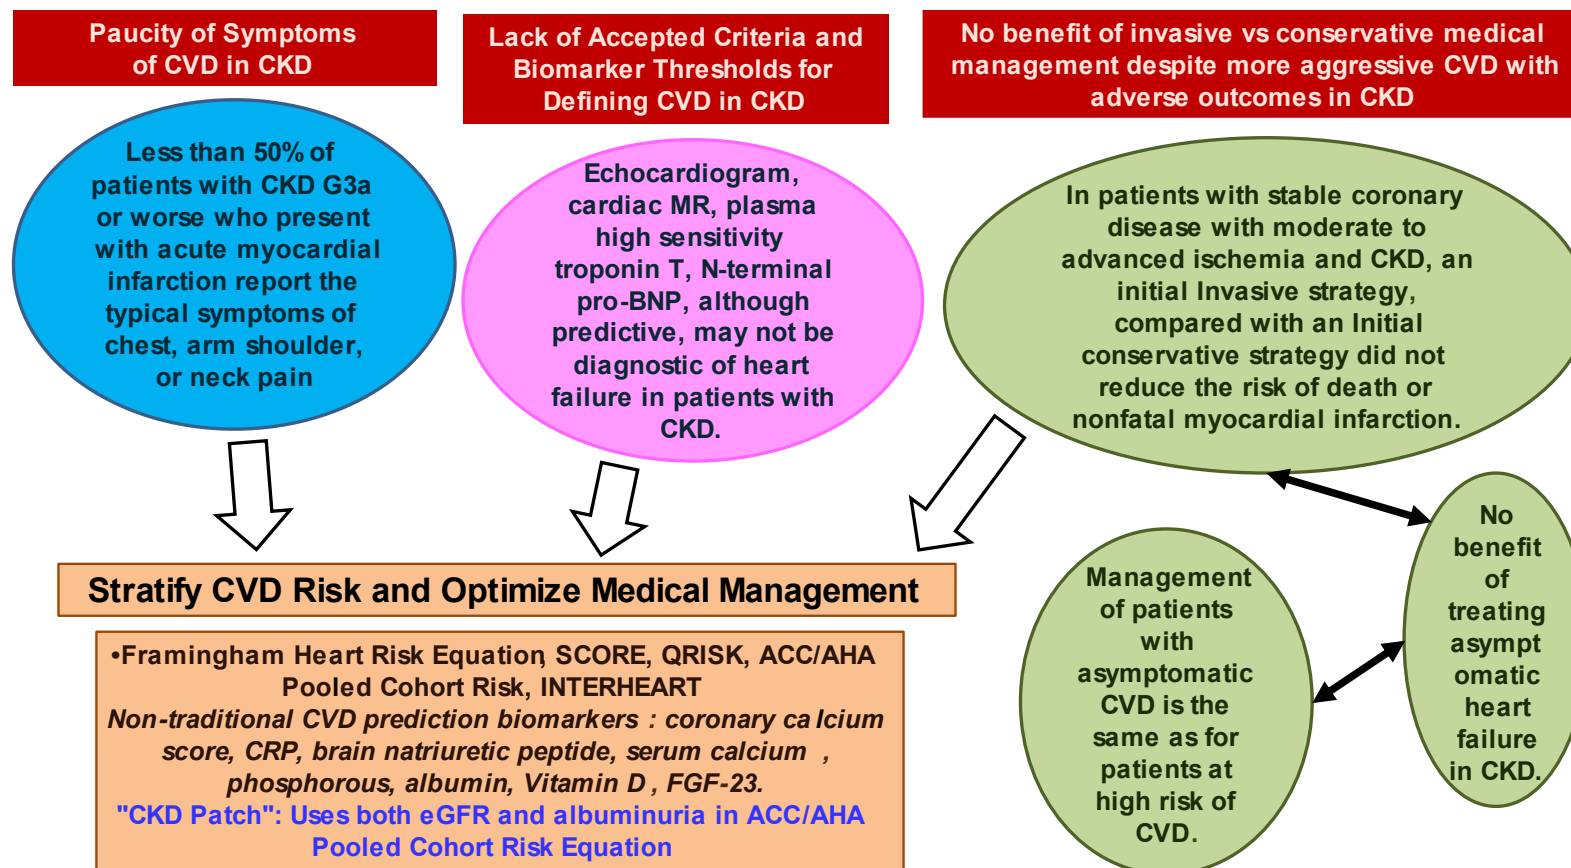 Paucity of Symptoms
of CVD in CKD
Lack of Accepted Criteria and
Biomarker Thresholds for
Defining CVD in CKD
No benefit of invasive vs conservative medical
management despite more aggressive CVD with
adverse outcomes in CKD
Less than 50% of
patients with CKD G3a
or worse who present
with acute myocardial
infarction report the
typical symptoms of
chest, arm shoulder,
or neck pain
Echocardiogram,
cardiac MR, plasma
high sensitivity
troponin T, N-terminal
pro-BNP, although
predictive, may not be
diagnostic of heart
failure in patients with
CKD.
In patients with stable coronary
disease with moderate to
advanced ischemia and CKD, an
initial Invasive strategy,
compared with an Initial
conservative strategy did not
reduce the risk of death or
nonfatal myocardial infarction.
No
benefit
of
treating
asympt
omatic
heart
failure
in CKD.
Management
of patients
with
asymptomatic
CVD is the
same as for
patients at
high risk of
CVD.
Stratify CVD Risk and Optimize Medical Management
•Framingham Heart Risk Equation, SCORE, QRISK, ACC/AHA
Pooled Cohort Risk, INTERHEART
Non-traditional CVD prediction biomarkers : coronary calcium
score, CRP, brain natriuretic peptide, serum calcium ,
phosphorous, albumin, Vitamin D , FGF-23.
"CKD Patch": Uses both eGFR and albuminuria in ACC/AHA
Pooled Cohort Risk Equation